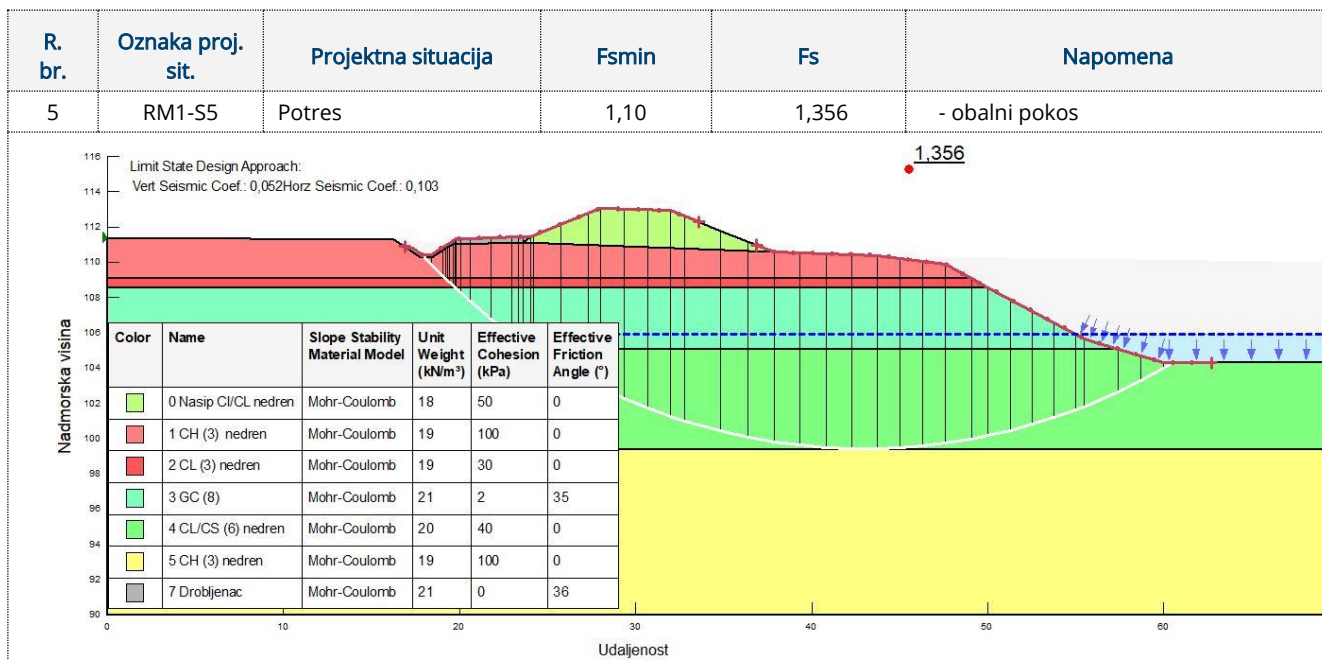 R. br. Oznaka proj. sit. Projektna situacija Fsmin Fs Napomena
5 RM1-S5 Potres 1,10 1,356 - obalni pokos
1,356
Limit State Design Approach:
Vert Seismic Coef.: 0,052Horz Seismic Coef.: 0,103
Nadmorska visina
116
114
112
110
108
106
104
102
100
98
96
94
92
90
Color Name Slope Stability Material Model Unit Weight (kN/m³) Effective Cohesion (kPa) Effective Friction Angle (°)
0 Nasip CI/CL nedren Mohr-Coulomb 18 50 0
1 CH (3) nedren Mohr-Coulomb 19 100 0
2 CL (3) nedren Mohr-Coulomb 19 30 0
3 GC (8) Mohr-Coulomb 21 2 35
4 CL/CS (6) nedren Mohr-Coulomb 20 40 0
5 CH (3) nedren Mohr-Coulomb 19 100 0
7 Drobljenac Mohr-Coulomb 21 0 36
0 10 20 30 40 50 60
Udaljenost